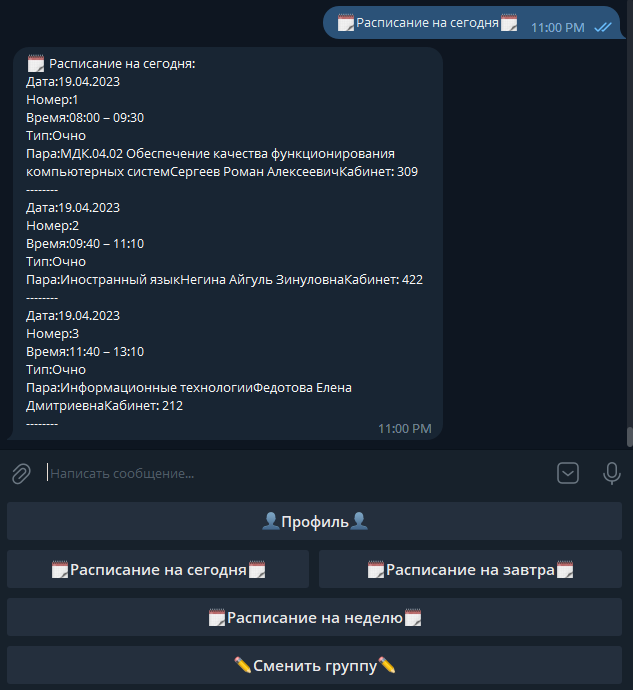 🗓Расписание на сегодня🗓 11:00 PM
🗓 Расписание на сегодня:
Дата:19.04.2023
Номер:1
Время:08:00 – 09:30
Тип:Очно
Пара:МДК.04.02 Обеспечение качества функционирования
компьютерных системСергеев Роман АлексеевичКабинет: 309
--------
Дата:19.04.2023
Номер:2
Время:09:40 – 11:10
Тип:Очно
Пара:Иностранный языкНегина Айгуль ЗинуловнаКабинет: 422
--------
Дата:19.04.2023
Номер:3
Время:11:40 – 13:10
Тип:Очно
Пара:Информационные технологииФедотова Елена
ДмитриевнаКабинет: 212
--------
11:00 PM
Написать сообщение...
👤Профиль👤
🗓Расписание на сегодня🗓
🗓Расписание на завтра🗓
🗓Расписание на неделю🗓
✏️Сменить группу✏️